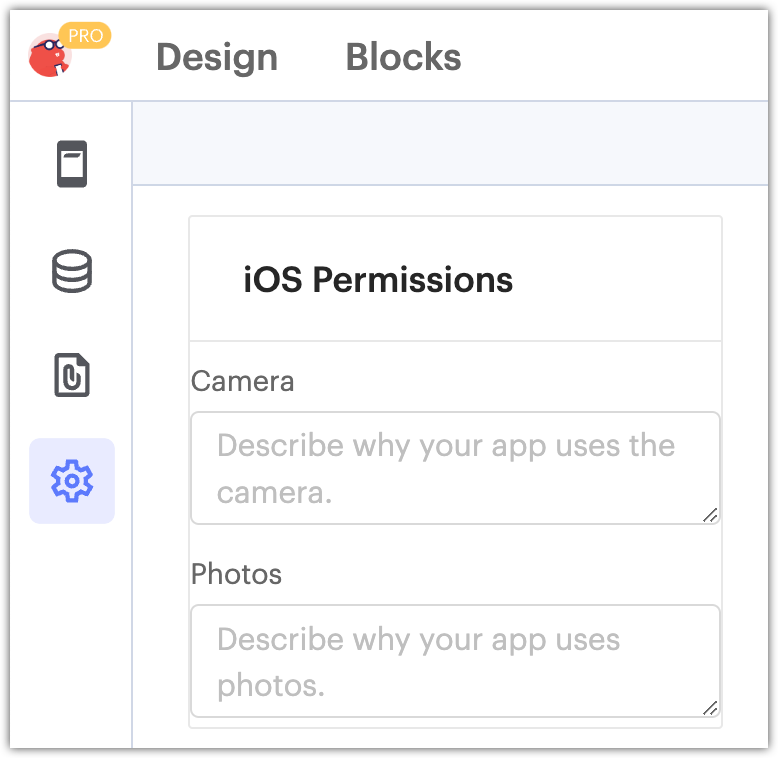 PRO
Design Blocks
iOS Permissions
Camera
Describe why your app uses the
camera.
Photos
Describe why your app uses
photos.